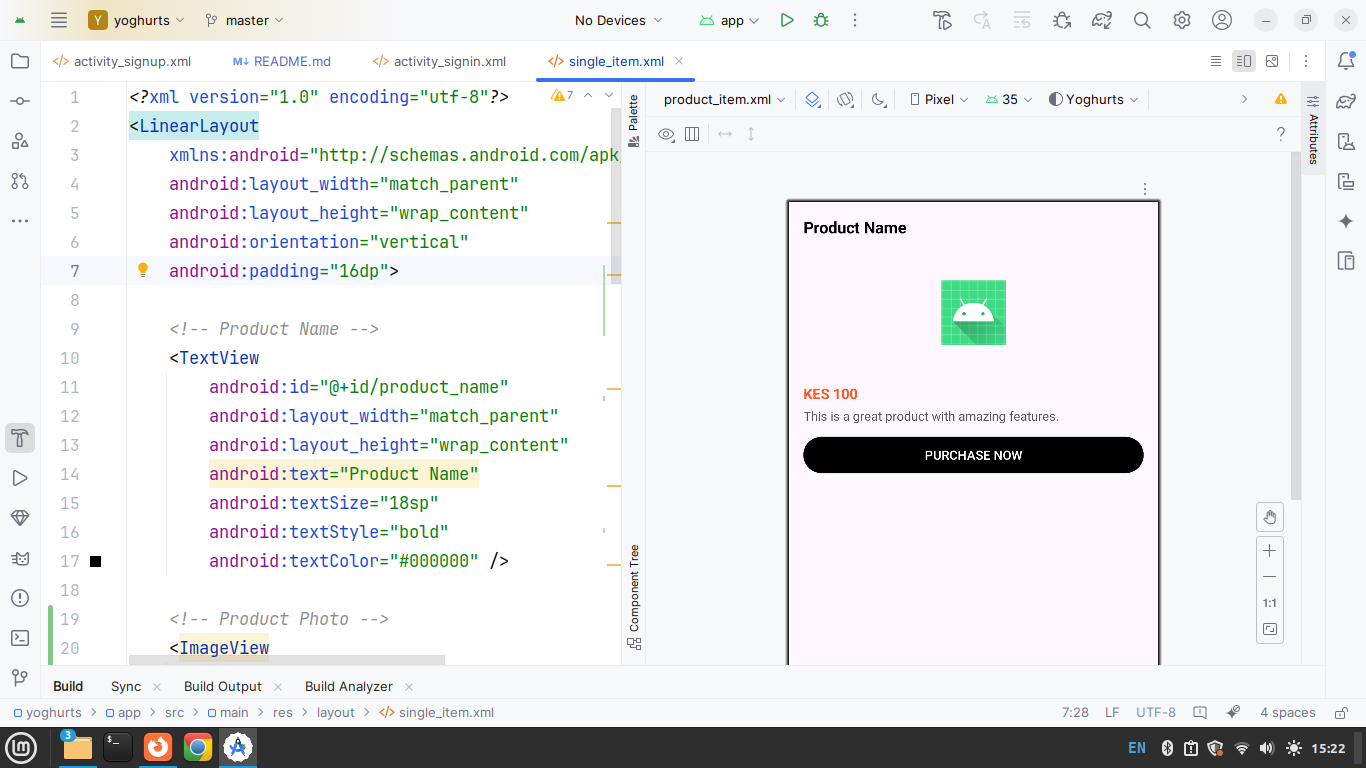 Y yoghurts master No Devices app
activity_signup.xml README.md activity_signin.xml single_item.xml
1 <?xml version="1.0" encoding="utf-8"?> 7
2 <LinearLayout
3 xmlns:android="http://schemas.android.com/apk/
4 android:layout_width="match_parent"
5 android:layout_height="wrap_content"
6 android:orientation="vertical"
7 android:padding="16dp">
8
9 <!-- Product Name -->
10 <TextView
11 android:id="@+id/product_name"
12 android:layout_width="match_parent"
13 android:layout_height="wrap_content"
14 android:text="Product Name"
15 android:textSize="18sp"
16 android:textStyle="bold"
17 android:textColor="#000000" />
18
19 <!-- Product Photo -->
20 <ImageView
Palette
Component Tree
product_item.xml Pixel 35 Yoghurts
?
Attributes
Product Name
KES 100
This is a great product with amazing features.
PURCHASE NOW
1:1
Build Sync Build Output Build Analyzer
yoghurts > app > src > main > res > layout > single_item.xml 7:28 LF UTF-8 4 spaces
3 EN 15:22